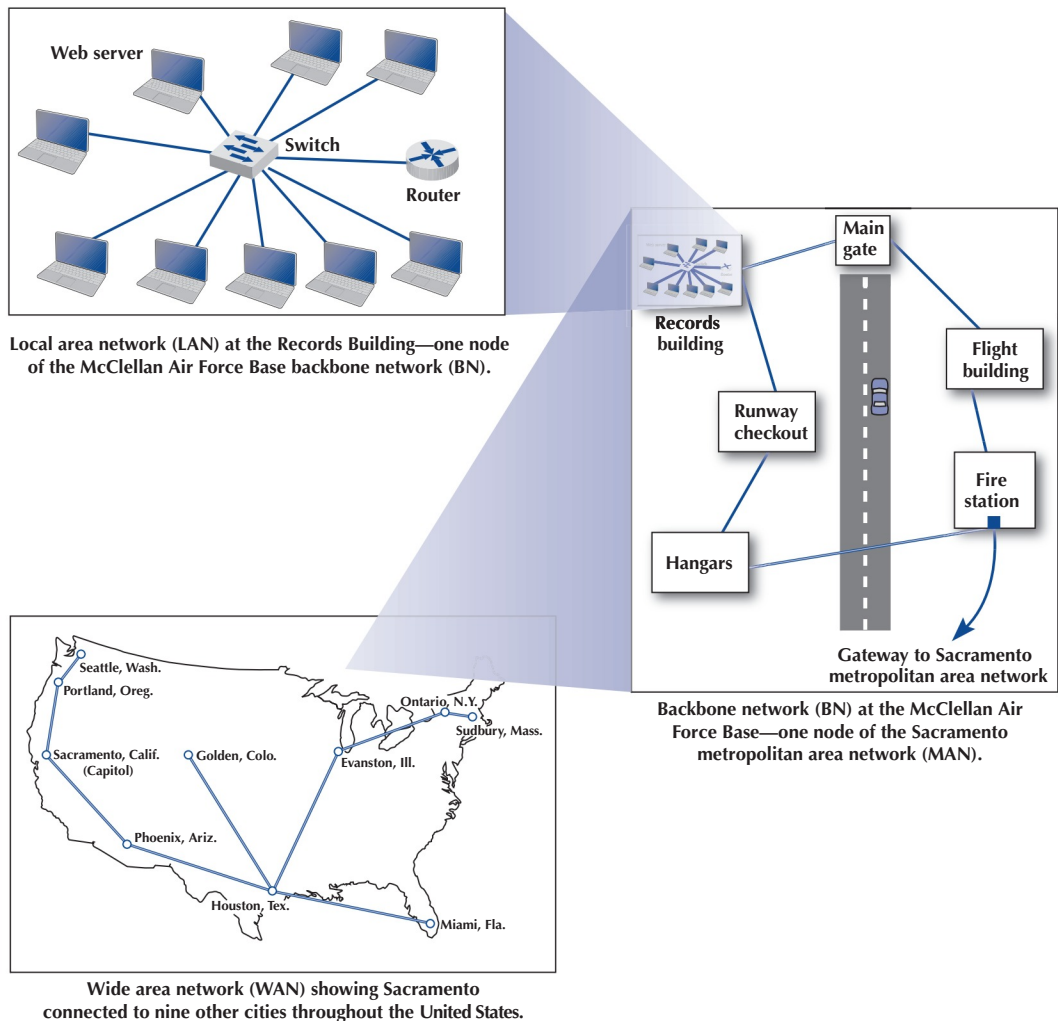 Web server
Switch
Router
Local area network (LAN) at the Records Building—one node
of the McClellan Air Force Base backbone network (BN).
Main
gate
Records
building
Flight
building
Runway
checkout
Fire
station
Hangars
Gateway to Sacramento
metropolitan area network
Backbone network (BN) at the McClellan Air
Force Base—one node of the Sacramento
metropolitan area network (MAN).
Seattle, Wash.
Portland, Oreg.
Ontario, N.Y.
Sudbury, Mass.
Sacramento, Calif.
(Capitol)
Golden, Colo.
Evanston, Ill.
Phoenix, Ariz.
Houston, Tex.
Miami, Fla.
Wide area network (WAN) showing Sacramento
connected to nine other cities throughout the United States.